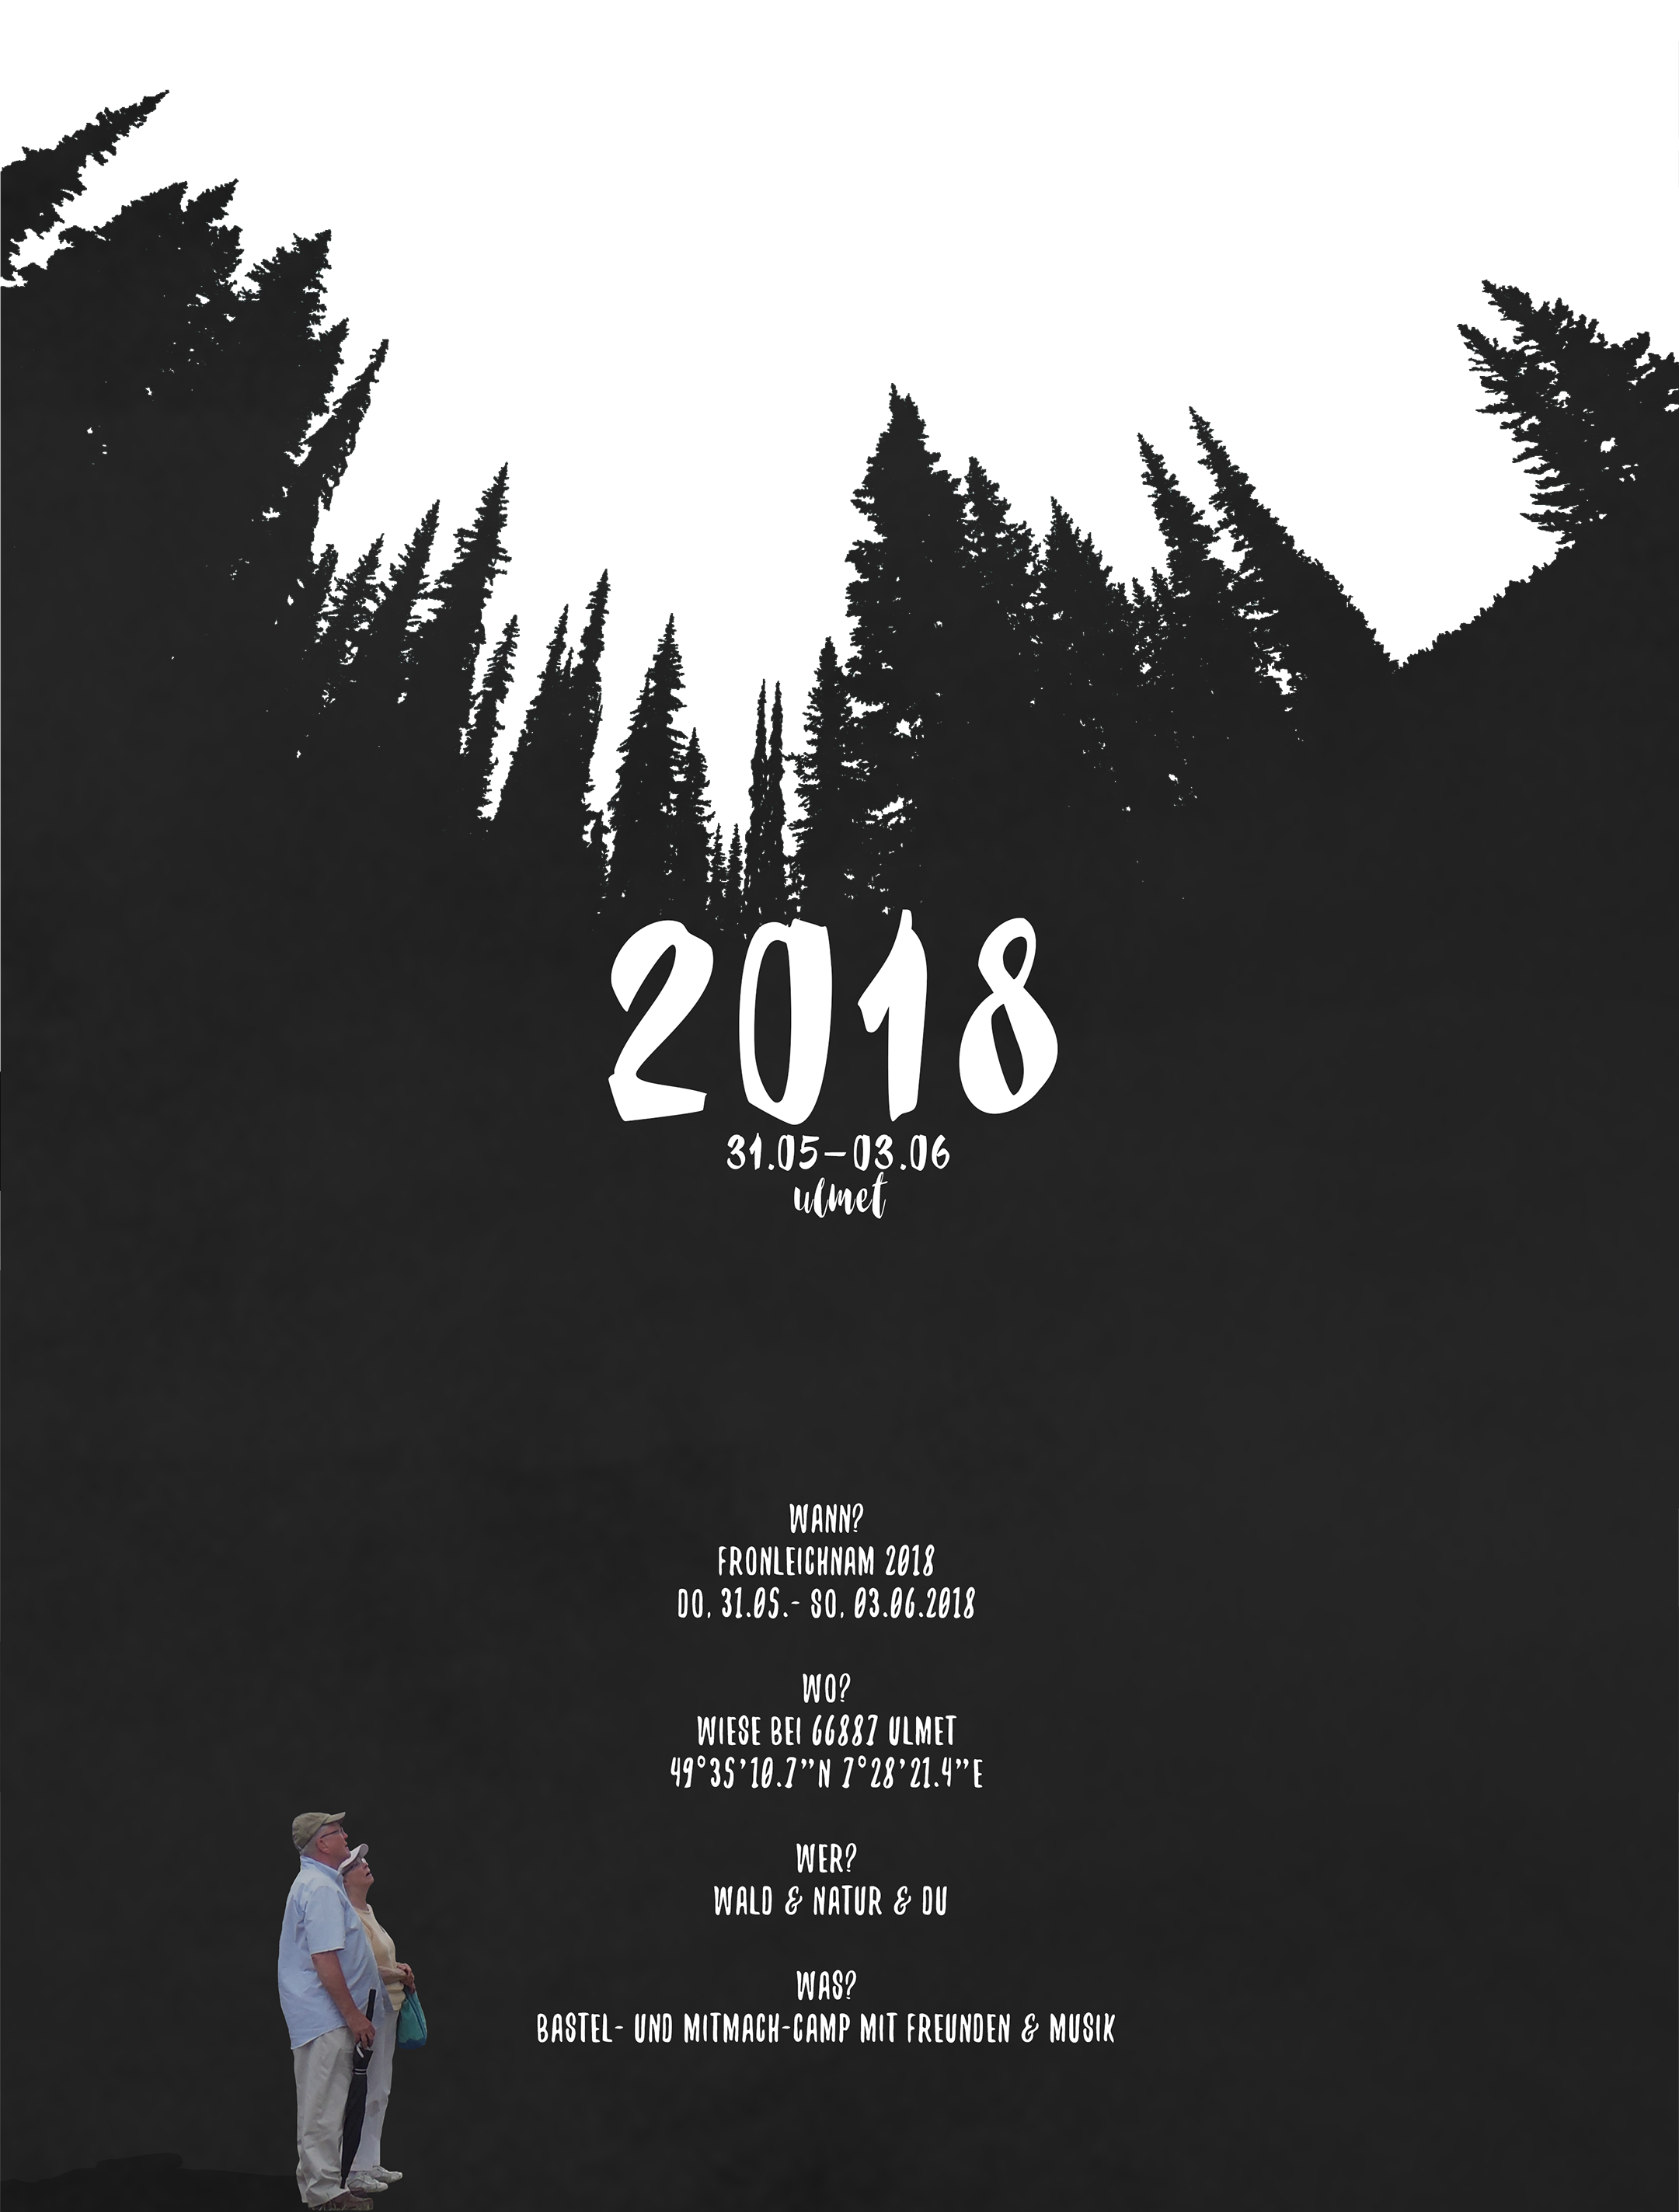 2018
31.05–03.06
ulmet
WANN?
FRONLEICHNAM 2018
DO, 31.05.- SO, 03.06.2018
WO?
WIESE BEI 66887 ULMET
49°35’10.7”N 7°28’21.4”E
WER?
WALD & NATUR & DU
WAS?
BASTEL- UND MITMACH-CAMP MIT FREUNDEN & MUSIK